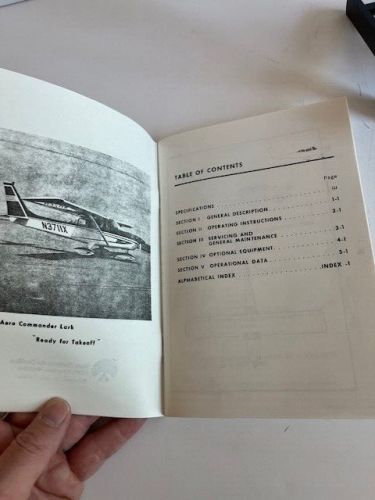 N3711X
Aero Commander Lark
"Ready for Takeoff"
TABLE OF CONTENTS
Page
SPECIFICATIONS . . . . . . . . . . . . . . . . . . . . iii
SECTION I GENERAL DESCRIPTION . . . . . . . . . . 1-1
SECTION II OPERATING INSTRUCTIONS . . . . . . . 2-1
SECTION III SERVICING AND
GENERAL MAINTENANCE . . . . . . . . 3-1
SECTION IV OPTIONAL EQUIPMENT. . . . . . . . . . 4-1
SECTION V OPERATIONAL DATA . . . . . . . . . . . 5-1
ALPHABETICAL INDEX . . . . . . . . . . . . . . . INDEX -1